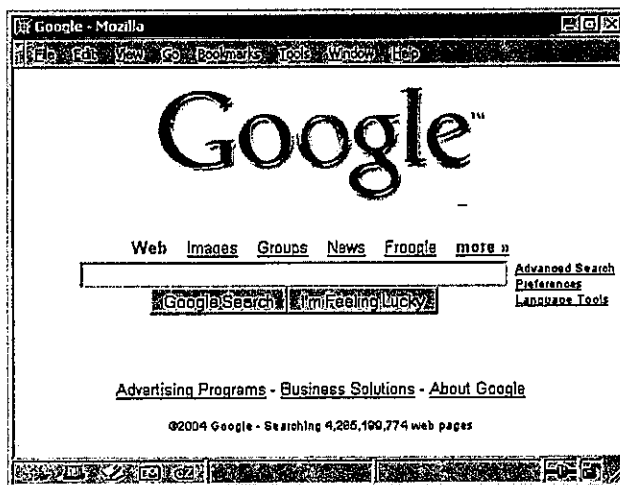 Google - Mozilla
File Edit View Go Bookmarks Tools Window Help
Google™
Web Images Groups News Froogle more »
Advanced Search
Preferences
Language Tools
Google Search I'm Feeling Lucky
Advertising Programs - Business Solutions - About Google
©2004 Google - Searching 4,285,199,774 web pages